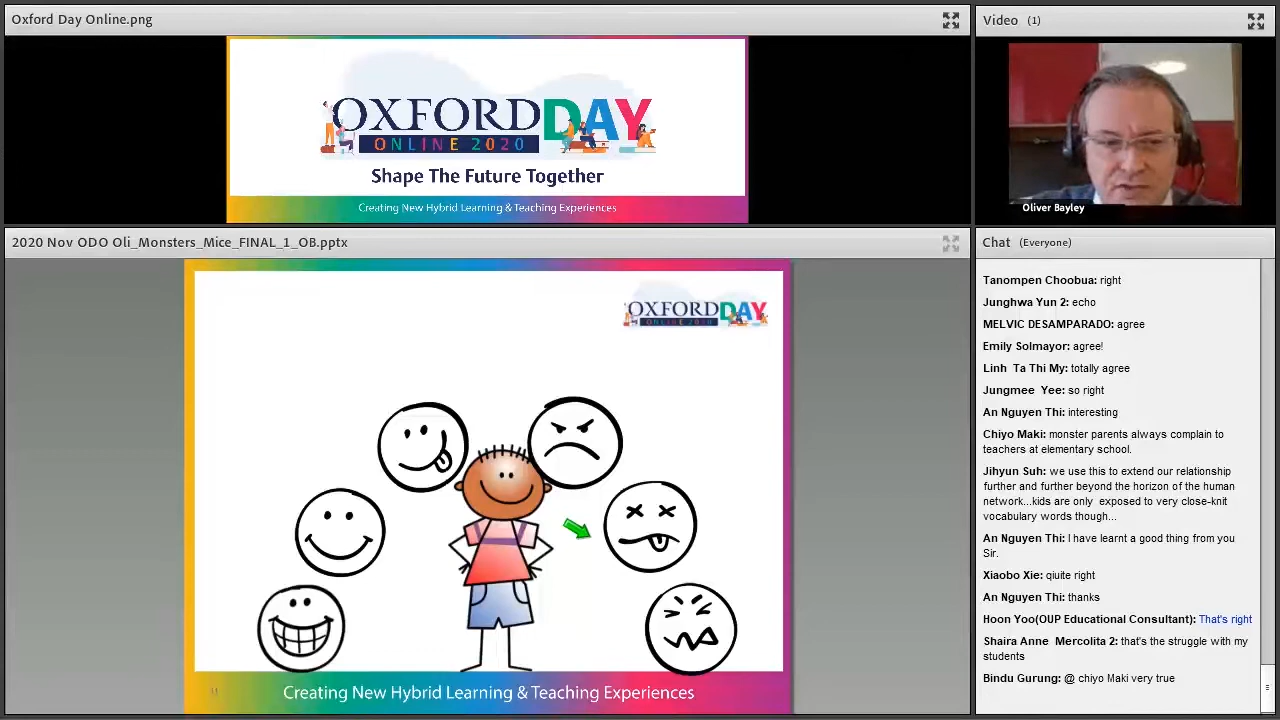 Oxford Day Online.png
OXFORD DAY
ONLINE 2020
Shape The Future Together
Creating New Hybrid Learning & Teaching Experiences
Video (1)
Oliver Bayley
2020 Nov ODO Oli_Monsters_Mice_FINAL_1_OB.pptx
OXFORD DAY
ONLINE 2020
11
Creating New Hybrid Learning & Teaching Experiences
Chat (Everyone)
Tanompen Choobua: right
Junghwa Yun 2: echo
MELVIC DESAMPARADO: agree
Emily Solmayor: agree!
Linh Ta Thi My: totally agree
Jungmee Yee: so right
An Nguyen Thi: interesting
Chiyo Maki: monster parents always complain to
teachers at elementary school.
Jihyun Suh: we use this to extend our relationship
further and further beyond the horizon of the human
network...kids are only exposed to very close-knit
vocabulary words though...
An Nguyen Thi: I have learnt a good thing from you
Sir.
Xiaobo Xie: qiuite right
An Nguyen Thi: thanks
Hoon Yoo(OUP Educational Consultant): That's right
Shaira Anne Mercolita 2: that's the struggle with my
students
Bindu Gurung: @ chiyo Maki very true